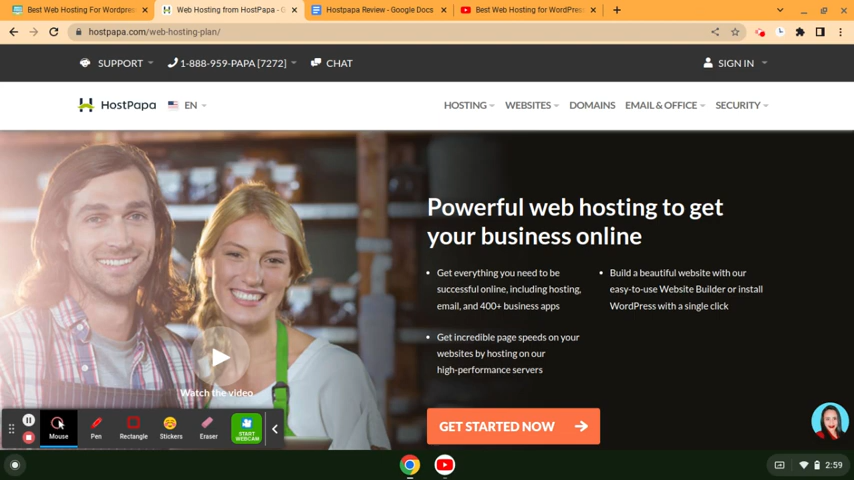 Best Web Hosting For Wordpres
Web Hosting from HostPapa - G
Hostpapa Review - Google Docs
Best Web Hosting for WordPres
hostpapa.com/web-hosting-plan/
SUPPORT
1-888-959-PAPA [7272]
CHAT
SIGN IN
HostPapa
EN
HOSTING
WEBSITES
DOMAINS
EMAIL & OFFICE
SECURITY
Powerful web hosting to get
your business online
• Get everything you need to be
successful online, including hosting,
email, and 400+ business apps
• Get incredible page speeds on your
websites by hosting on our
high-performance servers
• Build a beautiful website with our
easy-to-use Website Builder or install
WordPress with a single click
Watch the video
GET STARTED NOW
Mouse
Pen
Rectangle
Stickers
Eraser
START
WEBCAM
2:59